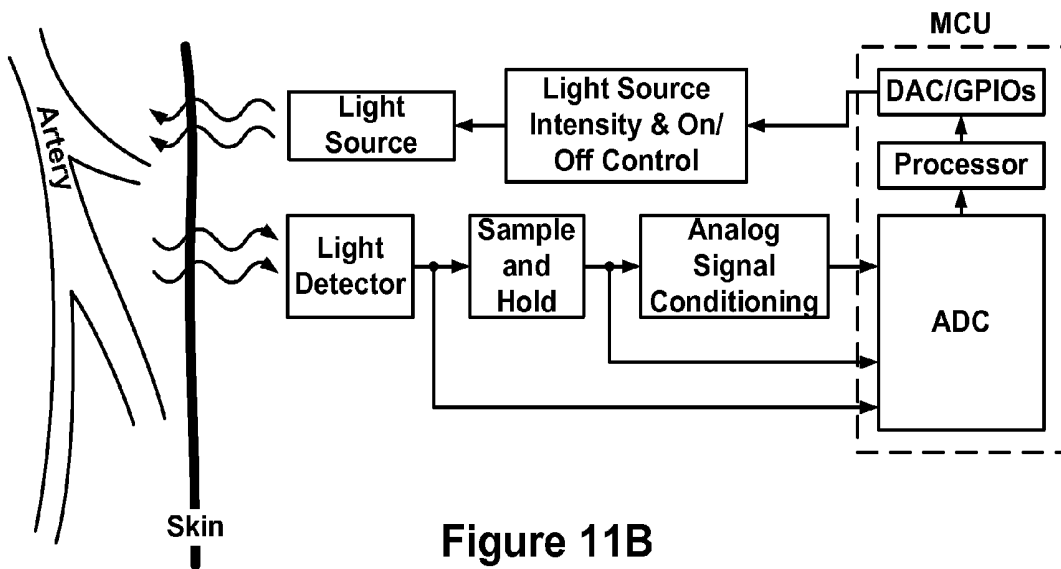 MCU
Light
Source
Light Source
Intensity & On/
Off Control
DAC/GPIOs
Processor
Artery
Light
Detector
Sample
and
Hold
Analog
Signal
Conditioning
ADC
Skin
Figure 11B